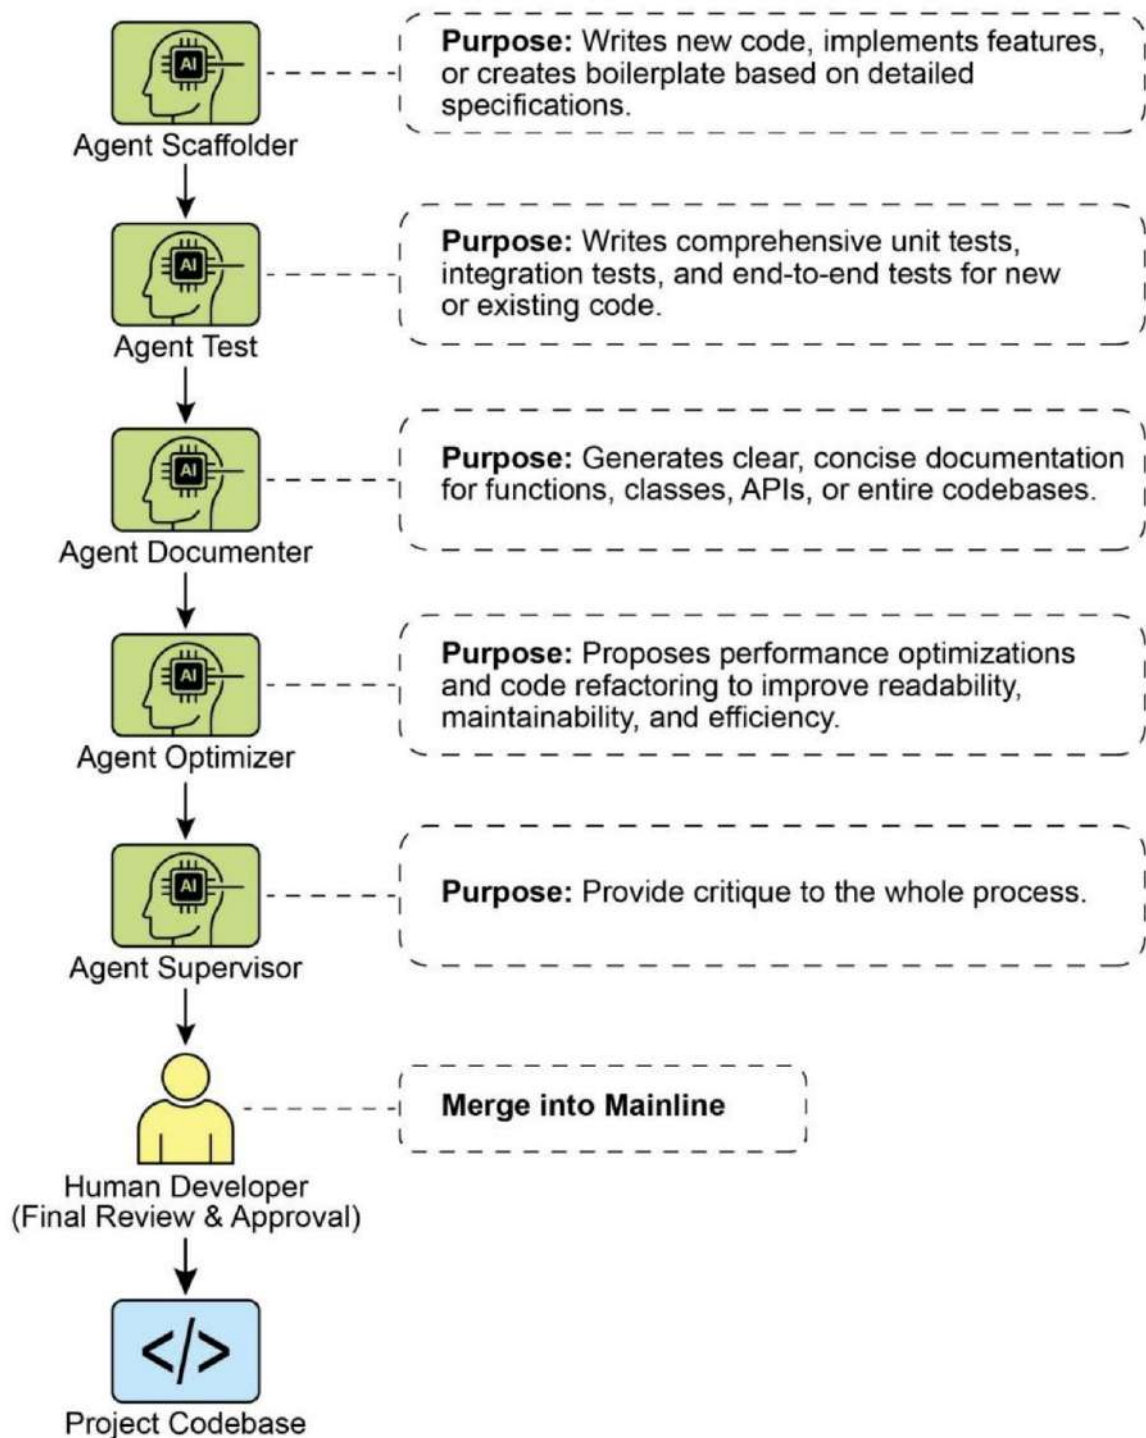 AI
Purpose: Writes new code, implements features,
or creates boilerplate based on detailed
specifications.
Agent Scaffolder
AI
Purpose: Writes comprehensive unit tests,
integration tests, and end-to-end tests for new
or existing code.
Agent Test
AI
Purpose: Generates clear, concise documentation
for functions, classes, APIs, or entire codebases.
Agent Documenter
AI
Purpose: Proposes performance optimizations
and code refactoring to improve readability,
maintainability, and efficiency.
Agent Optimizer
AI
Purpose: Provide critique to the whole process.
Agent Supervisor
Merge into Mainline
Human Developer
(Final Review & Approval)
</>
Project Codebase